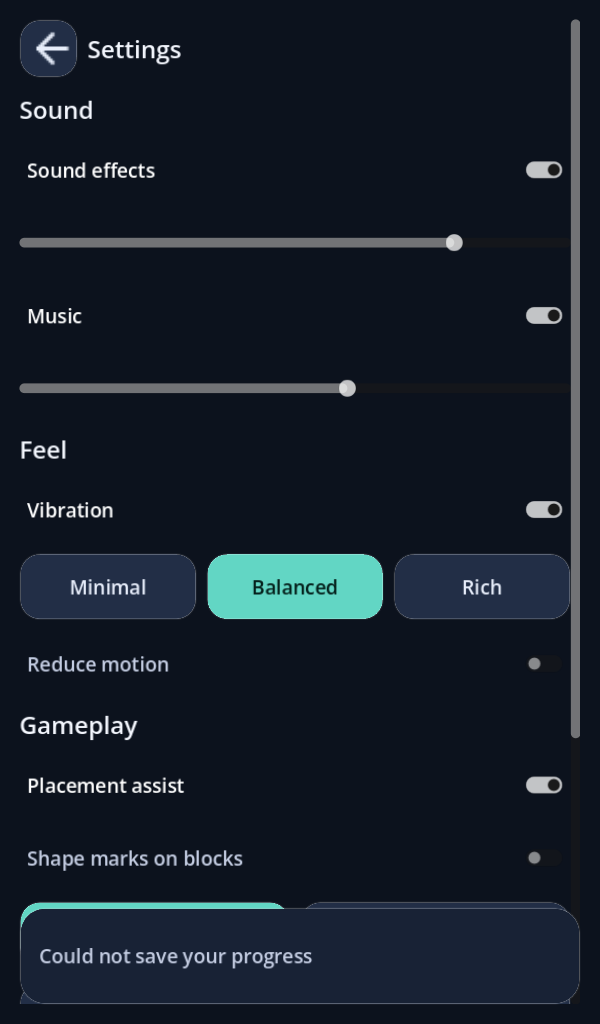 Settings
Sound
Sound effects
Music
Feel
Vibration
Minimal Balanced Rich
Reduce motion
Gameplay
Placement assist
Shape marks on blocks
Could not save your progress